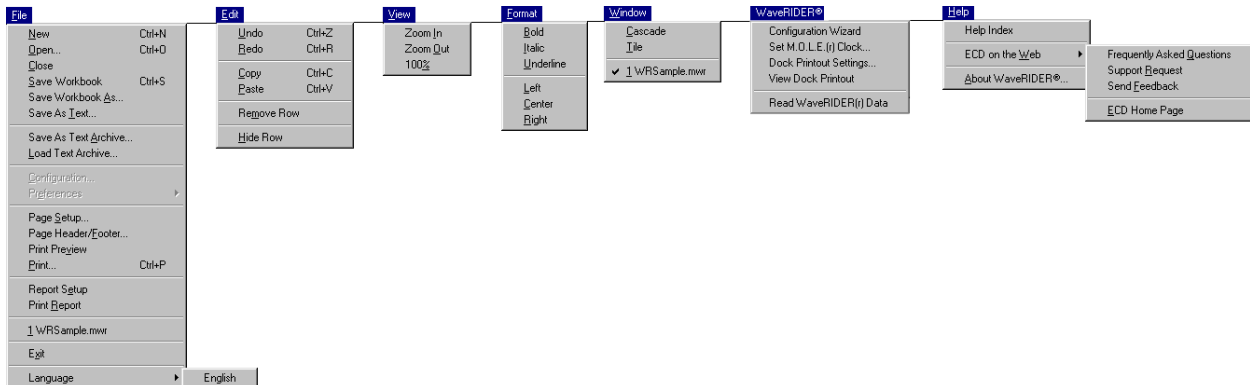 File
New Ctrl+N
Open... Ctrl+O
Close
Save Workbook Ctrl+S
Save Workbook As...
Save As Text...
Save As Text Archive...
Load Text Archive...
Configuration...
Preferences
Page Setup...
Page Header/Footer...
Print Preview
Print... Ctrl+P
Report Setup
Print Report
1 WRSample.mwr
Exit
Language
English
Edit
Undo Ctrl+Z
Redo Ctrl+R
Copy Ctrl+C
Paste Ctrl+V
Remove Row
Hide Row
View
Zoom In
Zoom Out
100%
Format
Bold
Italic
Underline
Left
Center
Right
Window
Cascade
Tile
✓ 1 WRSample.mwr
WaveRIDER®
Configuration Wizard
Set M.O.L.E.(r) Clock...
Dock Printout Settings...
View Dock Printout
Read WaveRIDER(r) Data
Help
Help Index
ECD on the Web
About WaveRIDER®...
Frequently Asked Questions
Support Request
Send Feedback
ECD Home Page